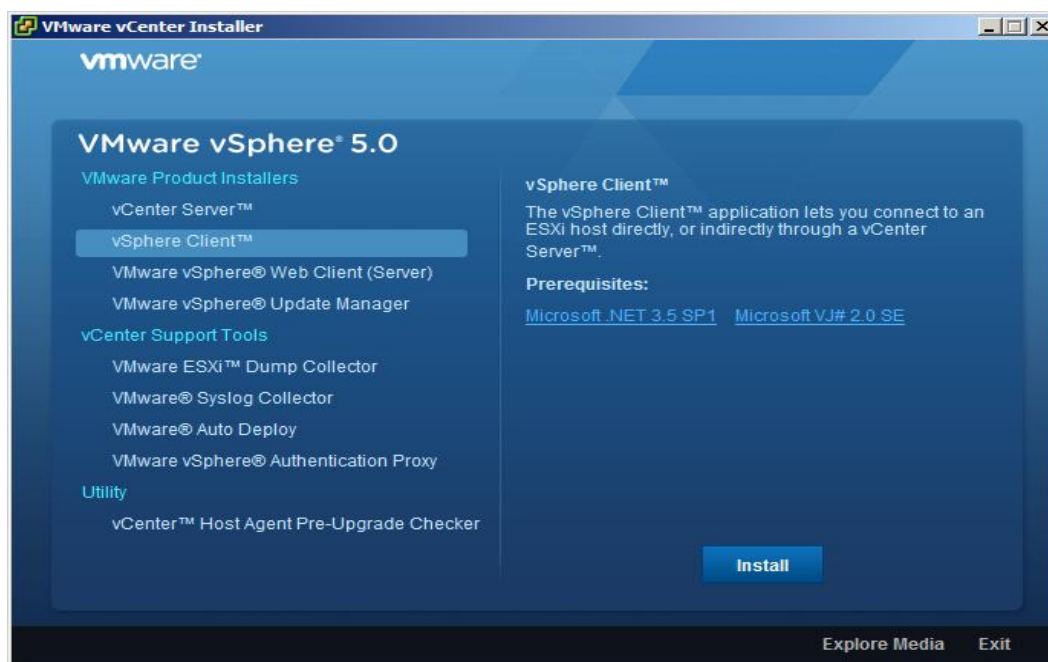 VMware vCenter Installer
vmware®
VMware vSphere® 5.0
VMware Product Installers
vCenter Server™
vSphere Client™
VMware vSphere® Web Client (Server)
VMware vSphere® Update Manager
vCenter Support Tools
VMware ESXi™ Dump Collector
VMware® Syslog Collector
VMware® Auto Deploy
VMware vSphere® Authentication Proxy
Utility
vCenter™ Host Agent Pre-Upgrade Checker
vSphere Client™
The vSphere Client™ application lets you connect to an
ESXi host directly, or indirectly through a vCenter
Server™.
Prerequisites:
Microsoft .NET 3.5 SP1 Microsoft VJ# 2.0 SE
Install
Explore Media Exit